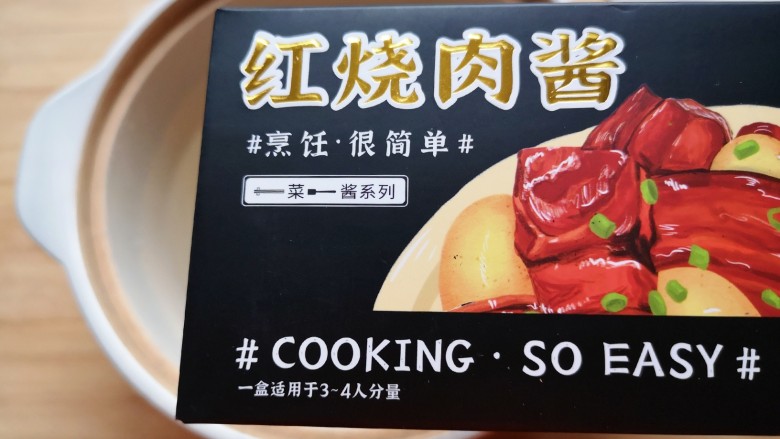 红烧肉酱
#烹饪·很简单#
一菜一酱系列
# COOKING · SO EASY #
一盒适用于3~4人分量